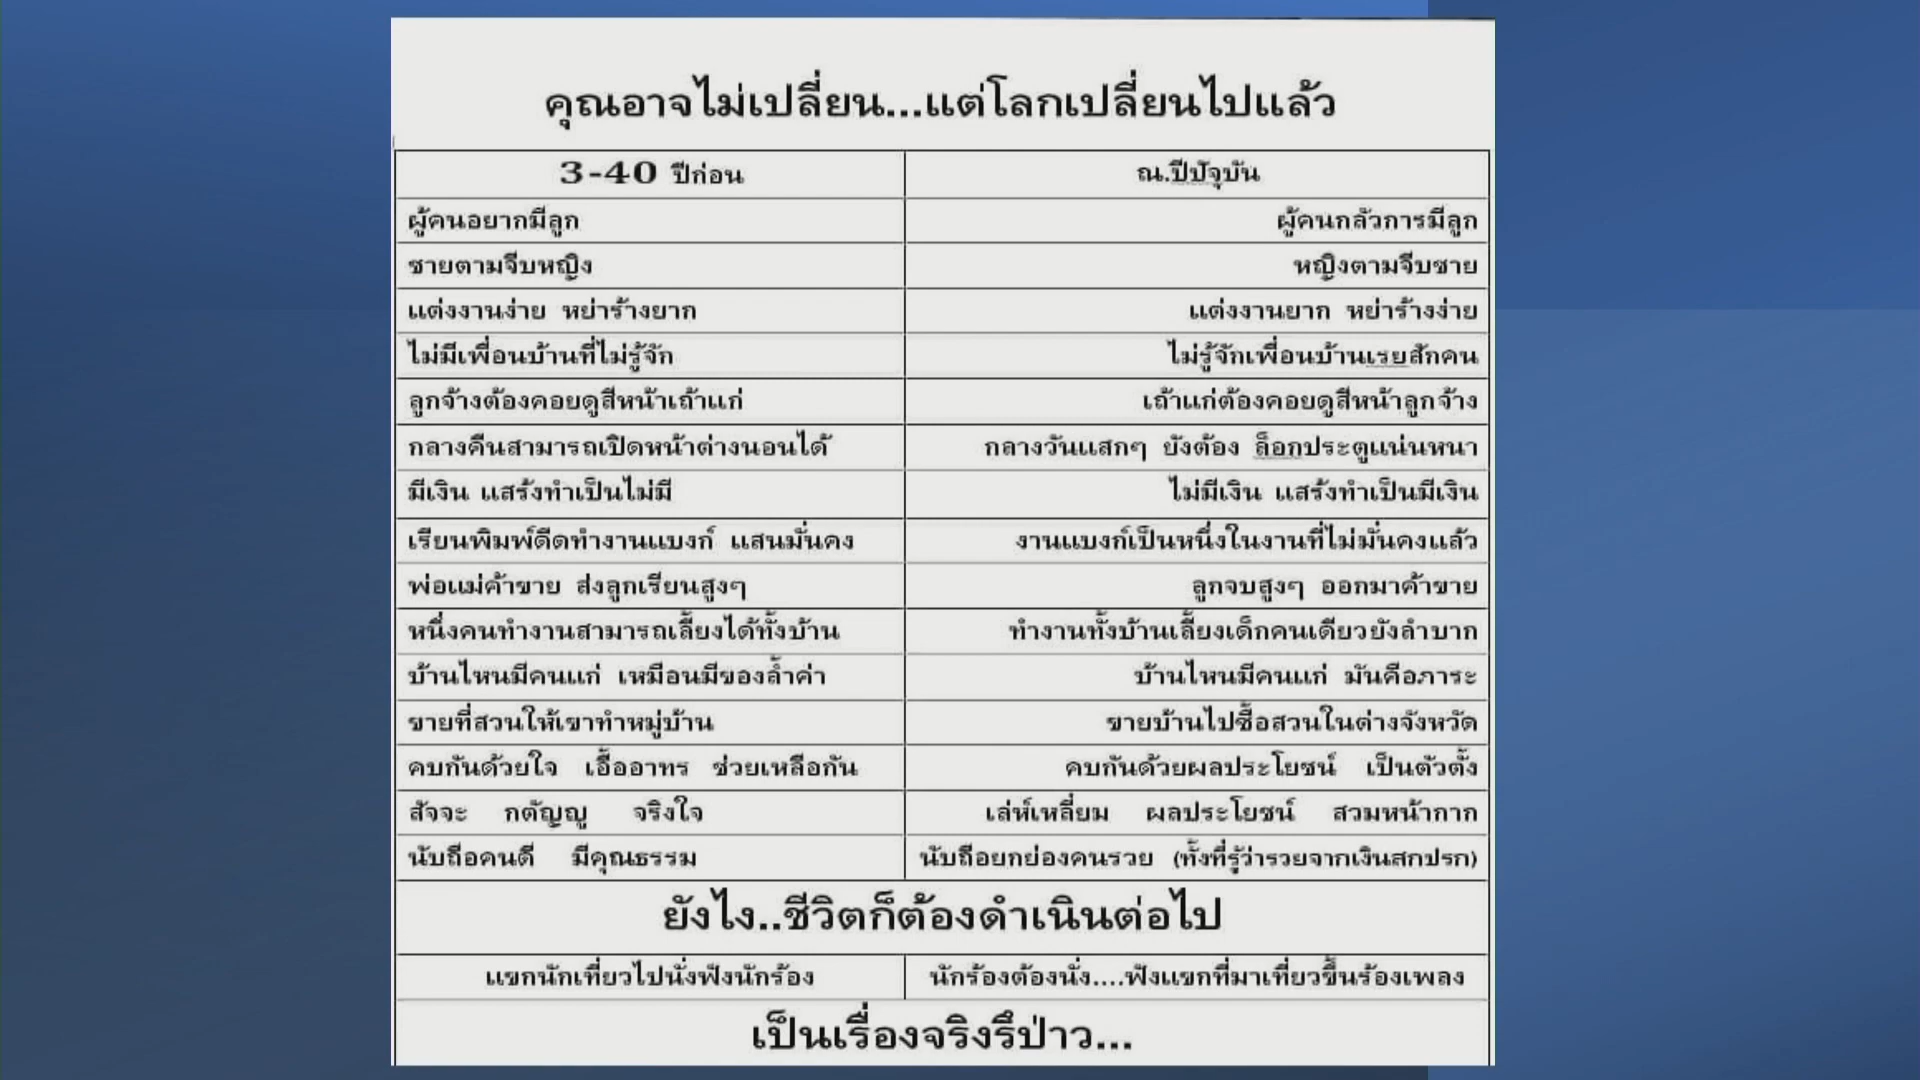 คุณอาจไม่เปลี่ยน...แต่โลกเปลี่ยนไปแล้ว
3-40 ปีก่อน ณ.ปีปัจุบัน
ผู้คนอยากมีลูก ผู้คนกลัวการมีลูก
ชายตามจีบหญิง หญิงตามจีบชาย
แต่งงานง่าย หย่าร้างยาก แต่งงานยาก หย่าร้างง่าย
ไม่มีเพื่อนบ้านที่ไม่รู้จัก ไม่รู้จักเพื่อนบ้านเรยสักคน
ลูกจ้างต้องคอยดูสีหน้าเถ้าแก่ เถ้าแก่ต้องคอยดูสีหน้าลูกจ้าง
กลางคืนสามารถเปิดหน้าต่างนอนได้ กลางวันแสกๆ ยังต้อง ล็อกประตูแน่นหนา
มีเงิน แสร้งทำเป็นไม่มี ไม่มีเงิน แสร้งทำเป็นมีเงิน
เรียนพิมพ์ดีดทำงานแบงก์ แสนมั่นคง งานแบงก์เป็นหนึ่งในงานที่ไม่มั่นคงแล้ว
พ่อแม่ค้าขาย ส่งลูกเรียนสูงๆ ลูกจบสูงๆ ออกมาค้าขาย
หนึ่งคนทำงานสามารถเลี้ยงได้ทั้งบ้าน ทำงานทั้งบ้านเลี้ยงเด็กคนเดียวยังลำบาก
บ้านไหนมีคนแก่ เหมือนมีของล้ำค่า บ้านไหนมีคนแก่ มันคือภาระ
ขายที่สวนให้เขาทำหมู่บ้าน ขายบ้านไปซื้อสวนในต่างจังหวัด
คบกันด้วยใจ เอื้ออาทร ช่วยเหลือกัน คบกันด้วยผลประโยชน์ เป็นตัวตั้ง
สัจจะ กตัญญู จริงใจ เล่ห์เหลี่ยม ผลประโยชน์ สวมหน้ากาก
นับถือคนดี มีคุณธรรม นับถือยกย่องคนรวย (ทั้งที่รู้ว่ารวยจากเงินสกปรก)
ยังไง..ชีวิตก็ต้องดำเนินต่อไป
แขกนักเที่ยวไปนั่งฟังนักร้อง นักร้องต้องนั่ง....ฟังแขกที่มาเที่ยวขึ้นร้องเพลง
เป็นเรื่องจริงรึป่าว...